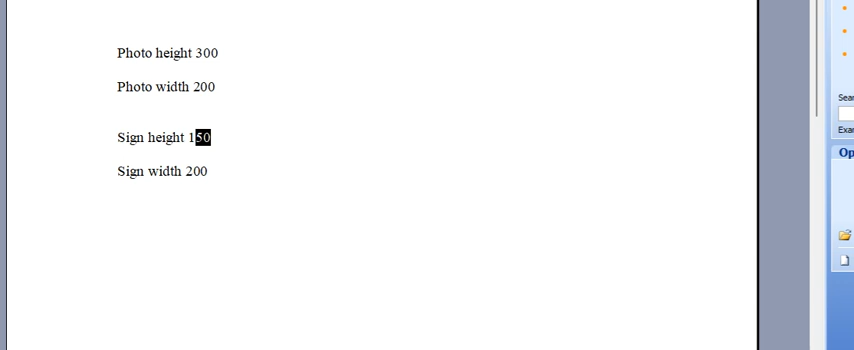 Photo height 300
Photo width 200
Sign height 150
Sign width 200